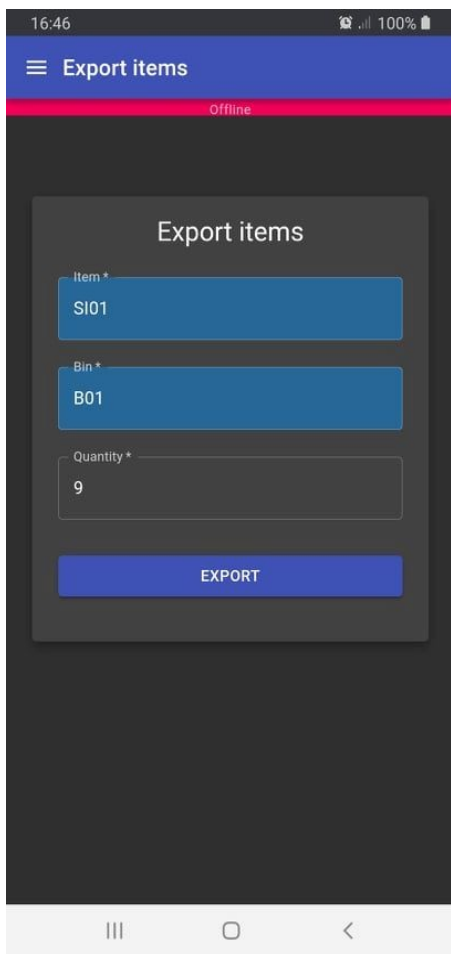 16:46 100%
Export items
Offline
Export items
Item *
SI01
Bin *
B01
Quantity *
9
EXPORT